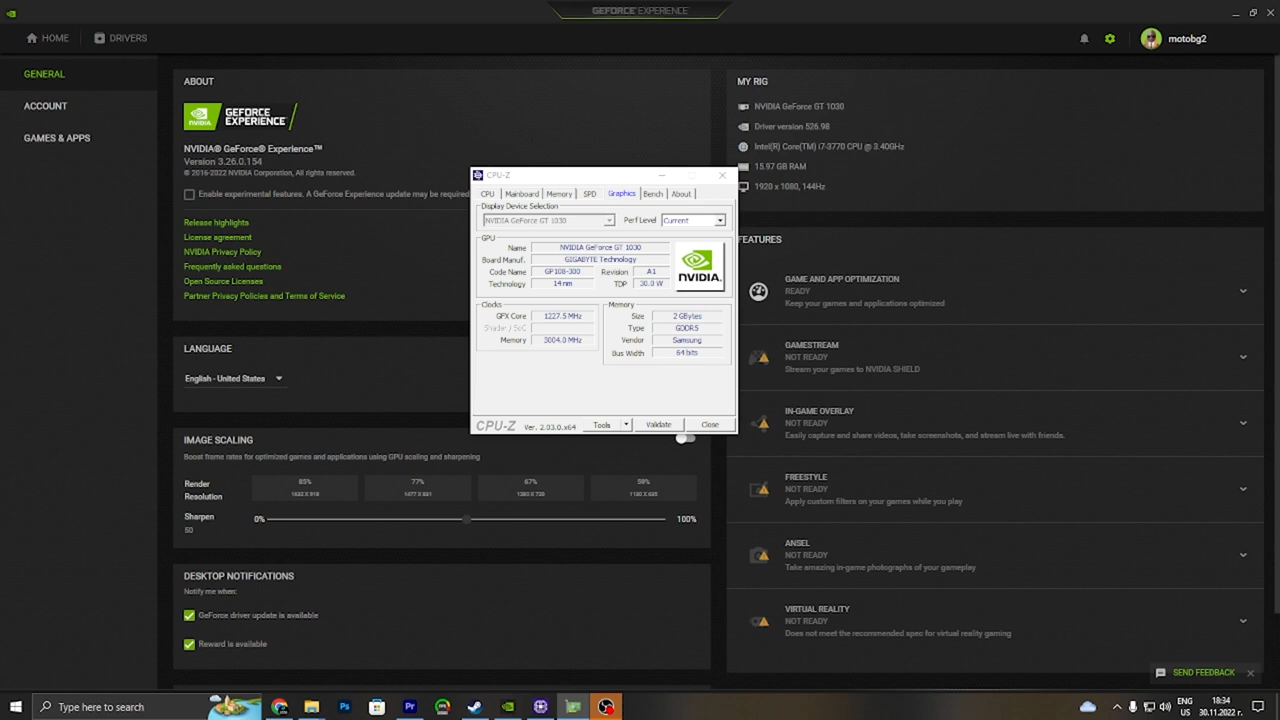 GEFORCE EXPERIENCE
HOME
DRIVERS
motobg2
GENERAL
ACCOUNT
GAMES & APPS
ABOUT
NVIDIA
GEFORCE
EXPERIENCE
NVIDIA® GeForce® Experience™
Version 3.26.0.154
© 2016-2022 NVIDIA Corporation, All rights reserved.
Enable experimental features. A GeForce Experience update may be required
Release highlights
License agreement
NVIDIA Privacy Policy
Frequently asked questions
Open Source Licenses
Partner Privacy Policies and Terms of Service
LANGUAGE
English - United States
IMAGE SCALING
Boost frame rates for optimized games and applications using GPU scaling and sharpening
Render
Resolution
85%
1632 X 918
77%
1477 X 831
67%
1280 X 720
59%
1130 X 635
Sharpen
50
0%
100%
DESKTOP NOTIFICATIONS
Notify me when:
GeForce driver update is available
Reward is available
CPU-Z
CPU
Mainboard
Memory
SPD
Graphics
Bench
About
Display Device Selection
NVIDIA GeForce GT 1030
Perf Level
Current
GPU
Name
NVIDIA GeForce GT 1030
Board Manuf.
GIGABYTE Technology
Code Name
GP108-300
Revision
A1
Technology
14 nm
TDP
30.0 W
NVIDIA.
Clocks
GFX Core
1227.5 MHz
Shader / SoC
Memory
3004.0 MHz
Memory
Size
2 GBytes
Type
GDDR5
Vendor
Samsung
Bus Width
64 bits
CPU-Z
Ver. 2.03.0.x64
Tools
Validate
Close
MY RIG
NVIDIA GeForce GT 1030
Driver version 526.98
Intel(R) Core(TM) i7-3770 CPU @ 3.40GHz
15.97 GB RAM
1920 x 1080, 144Hz
FEATURES
GAME AND APP OPTIMIZATION
READY
Keep your games and applications optimized
GAMESTREAM
NOT READY
Stream your games to NVIDIA SHIELD
IN-GAME OVERLAY
NOT READY
Easily capture and share videos, take screenshots, and stream live with friends.
FREESTYLE
NOT READY
Apply custom filters on your games while you play
ANSEL
NOT READY
Take amazing in-game photographs of your gameplay
VIRTUAL REALITY
NOT READY
Does not meet the recommended spec for virtual reality gaming
SEND FEEDBACK
Type here to search
Ps
Pr
ENG
US
18:34
30.11.2022 г.